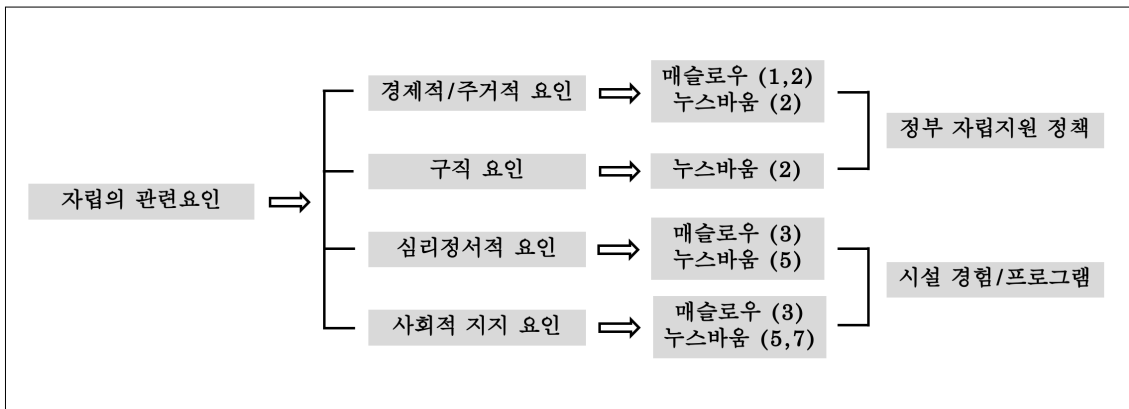 자립의 관련요인
경제적/주거적 요인
매슬로우 (1,2)
누스바움 (2)
구직 요인
누스바움 (2)
정부 자립지원 정책
심리정서적 요인
매슬로우 (3)
누스바움 (5)
사회적 지지 요인
매슬로우 (3)
누스바움 (5,7)
시설 경험/프로그램